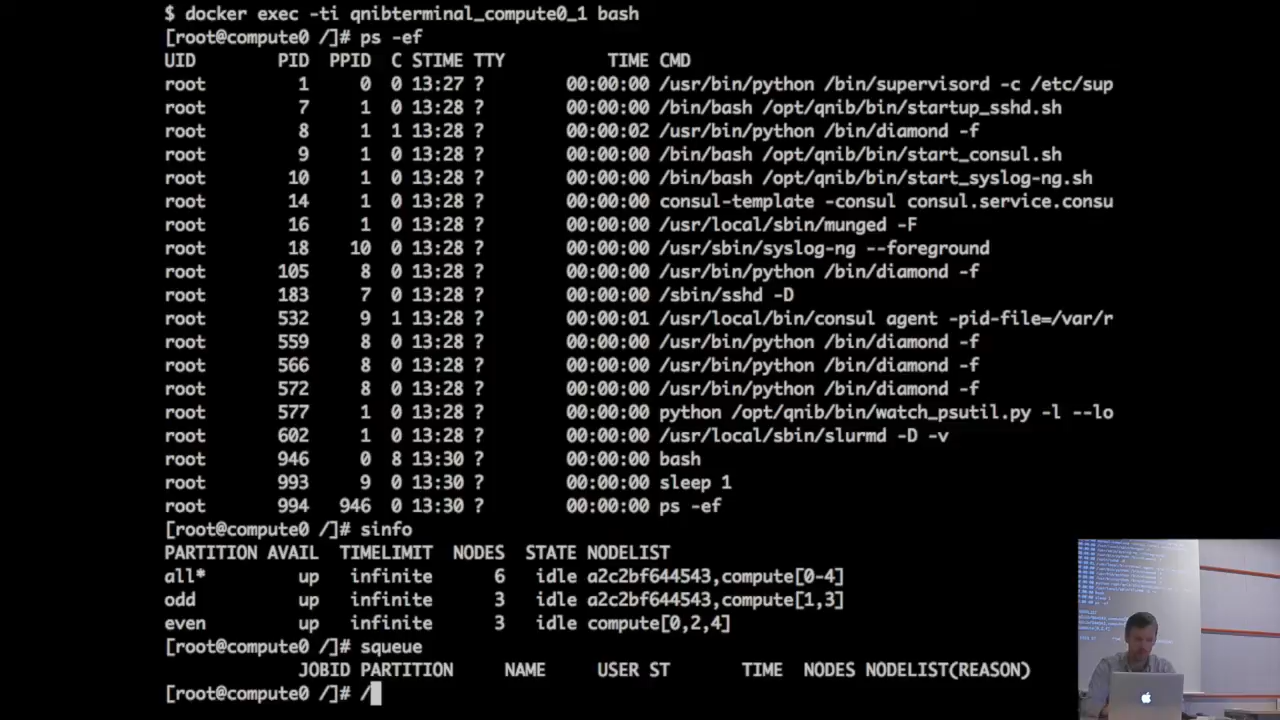 $ docker exec -ti qnibterminal_compute0_1 bash
[root@compute0 /]# ps -ef
UID PID PPID C STIME TTY TIME CMD
root 1 0 0 13:27 ? 00:00:00 /usr/bin/python /bin/supervisord -c /etc/sup
root 7 1 0 13:28 ? 00:00:00 /bin/bash /opt/qnib/bin/startup_sshd.sh
root 8 1 1 13:28 ? 00:00:02 /usr/bin/python /bin/diamond -f
root 9 1 0 13:28 ? 00:00:00 /bin/bash /opt/qnib/bin/start_consul.sh
root 10 1 0 13:28 ? 00:00:00 /bin/bash /opt/qnib/bin/start_syslog-ng.sh
root 14 1 0 13:28 ? 00:00:00 consul-template -consul consul.service.consu
root 16 1 0 13:28 ? 00:00:00 /usr/local/sbin/munged -F
root 18 10 0 13:28 ? 00:00:00 /usr/sbin/syslog-ng --foreground
root 105 8 0 13:28 ? 00:00:00 /usr/bin/python /bin/diamond -f
root 183 7 0 13:28 ? 00:00:00 /sbin/sshd -D
root 532 9 1 13:28 ? 00:00:01 /usr/local/bin/consul agent -pid-file=/var/r
root 559 8 0 13:28 ? 00:00:00 /usr/bin/python /bin/diamond -f
root 566 8 0 13:28 ? 00:00:00 /usr/bin/python /bin/diamond -f
root 572 8 0 13:28 ? 00:00:00 /usr/bin/python /bin/diamond -f
root 577 1 0 13:28 ? 00:00:00 python /opt/qnib/bin/watch_psutil.py -l --lo
root 602 1 0 13:28 ? 00:00:00 /usr/local/sbin/slurmd -D -v
root 946 0 8 13:30 ? 00:00:00 bash
root 993 9 0 13:30 ? 00:00:00 sleep 1
root 994 946 0 13:30 ? 00:00:00 ps -ef
[root@compute0 /]# sinfo
PARTITION AVAIL TIMELIMIT NODES STATE NODELIST
all* up infinite 6 idle a2c2bf644543,compute[0-4]
odd up infinite 3 idle a2c2bf644543,compute[1,3]
even up infinite 3 idle compute[0,2,4]
[root@compute0 /]# squeue
JOBID PARTITION NAME USER ST TIME NODES NODELIST(REASON)
[root@compute0 /]# /